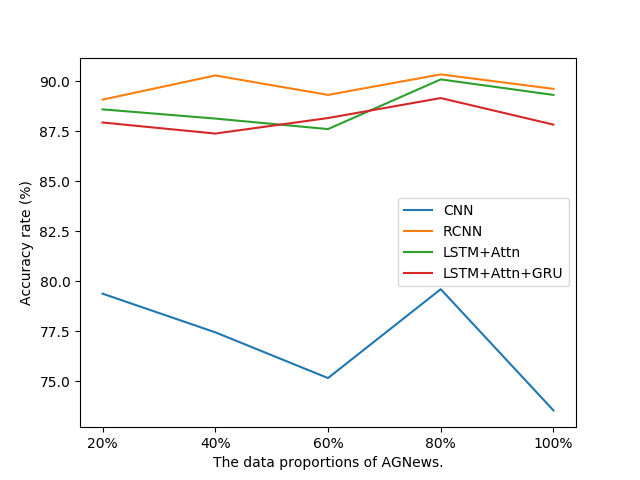 90.0
87.5
85.0
82.5
80.0
77.5
75.0
Accuracy rate (%)
CNN
RCNN
LSTM+Attn
LSTM+Attn+GRU
20% 40% 60% 80% 100%
The data proportions of AGNews.